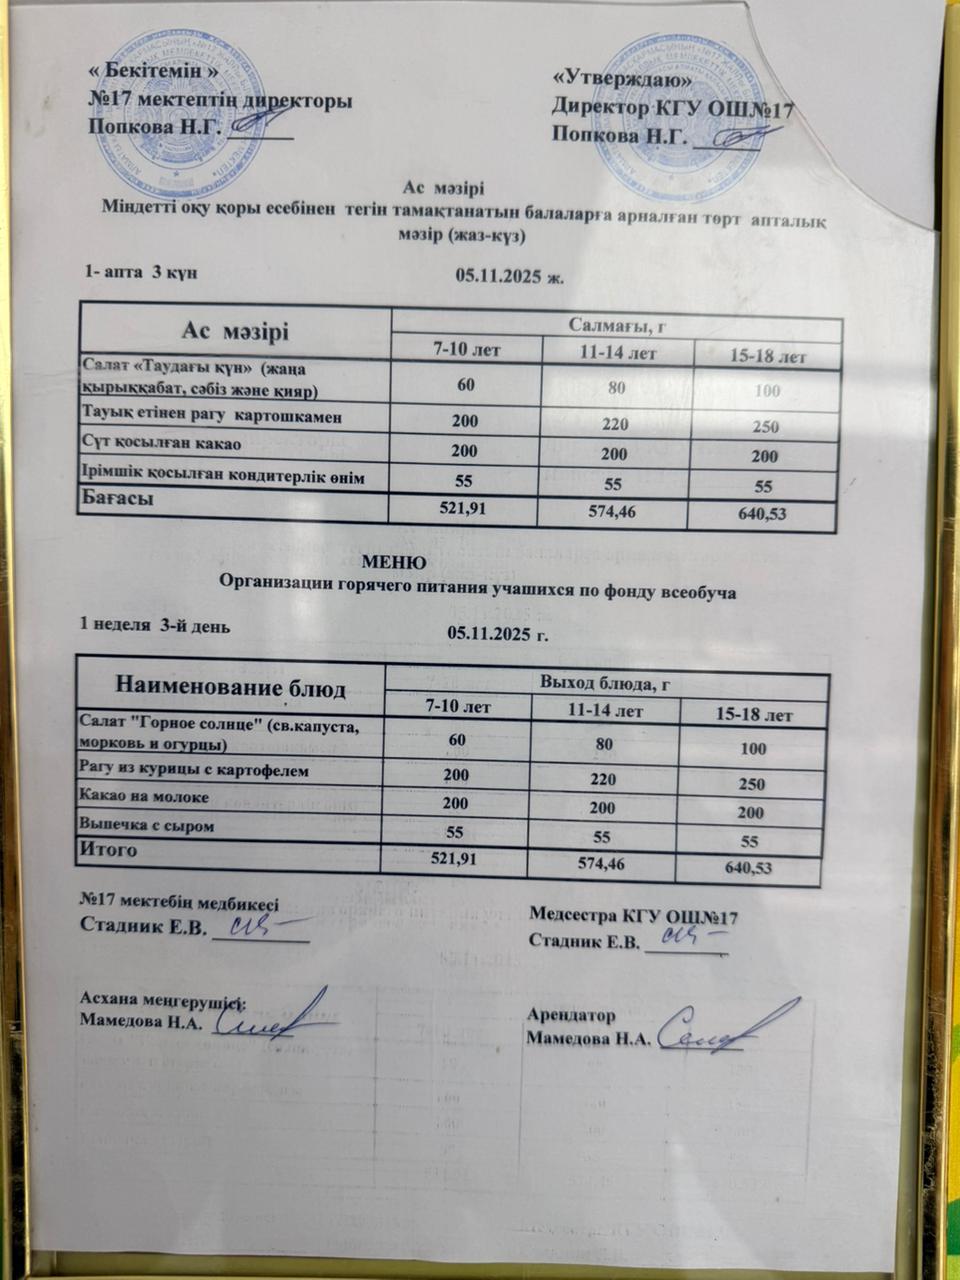 « Бекітемін »
№17 мектептің директоры
Попкова Н.Г.
«Утверждаю»
Директор КГУ ОШ№17
Попкова Н.Г.
Ас мәзірі
Міндетті оқу қоры есебінен тегін тамақтанатын балаларға арналған төрт апталық
мәзір (жаз-күз)
1- апта 3 күн 05.11.2025 ж.
Ас мәзірі Салмағы, г
7-10 лет 11-14 лет 15-18 лет
Салат «Таудағы күн» (жаңа
қырыққабат, сәбіз және қияр) 60 80 100
Тауық етінен рагу картошкамен 200 220 250
Сүт қосылған какао 200 200 200
Ірімшік қосылған кондитерлік өнім 55 55 55
Бағасы 521,91 574,46 640,53
МЕНЮ
Организации горячего питания учашихся по фонду всеобуча
1 неделя 3-й день 05.11.2025 г.
Наименование блюд Выход блюда, г
7-10 лет 11-14 лет 15-18 лет
Салат "Горное солнце" (св.капуста,
морковь и огурцы) 60 80 100
Рагу из курицы с картофелем 200 220 250
Какао на молоке 200 200 200
Выпечка с сыром 55 55 55
Итого 521,91 574,46 640,53
№17 мектебің медбикесі
Стадник Е.В.
Медсестра КГУ ОШ№17
Стадник Е.В.
Асхана меңгерушісі:
Мамедова Н.А.
Арендатор
Мамедова Н.А.